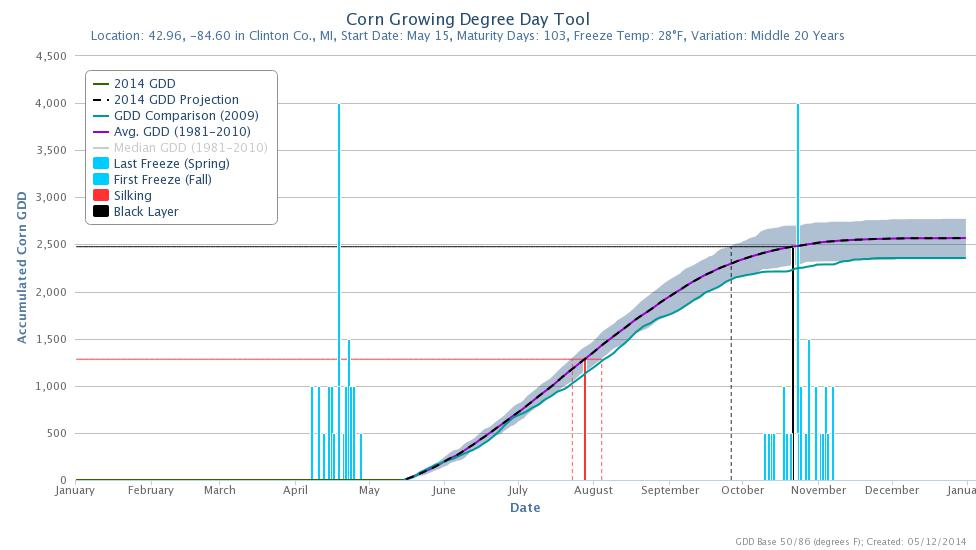 Corn Growing Degree Day Tool
Location: 42.96, -84.60 in Clinton Co., MI, Start Date: May 15, Maturity Days: 103, Freeze Temp: 28°F, Variation: Middle 20 Years
4,500
4,000
3,500
3,000
2,500
2,000
1,500
1,000
500
0
Accumulated Corn GDD
2014 GDD
2014 GDD Projection
GDD Comparison (2009)
Avg. GDD (1981-2010)
Median GDD (1981-2010)
Last Freeze (Spring)
First Freeze (Fall)
Silking
Black Layer
January February March April May June July August September October November December Janua
Date
GDD Base 50/86 (degrees F); Created: 05/12/2014